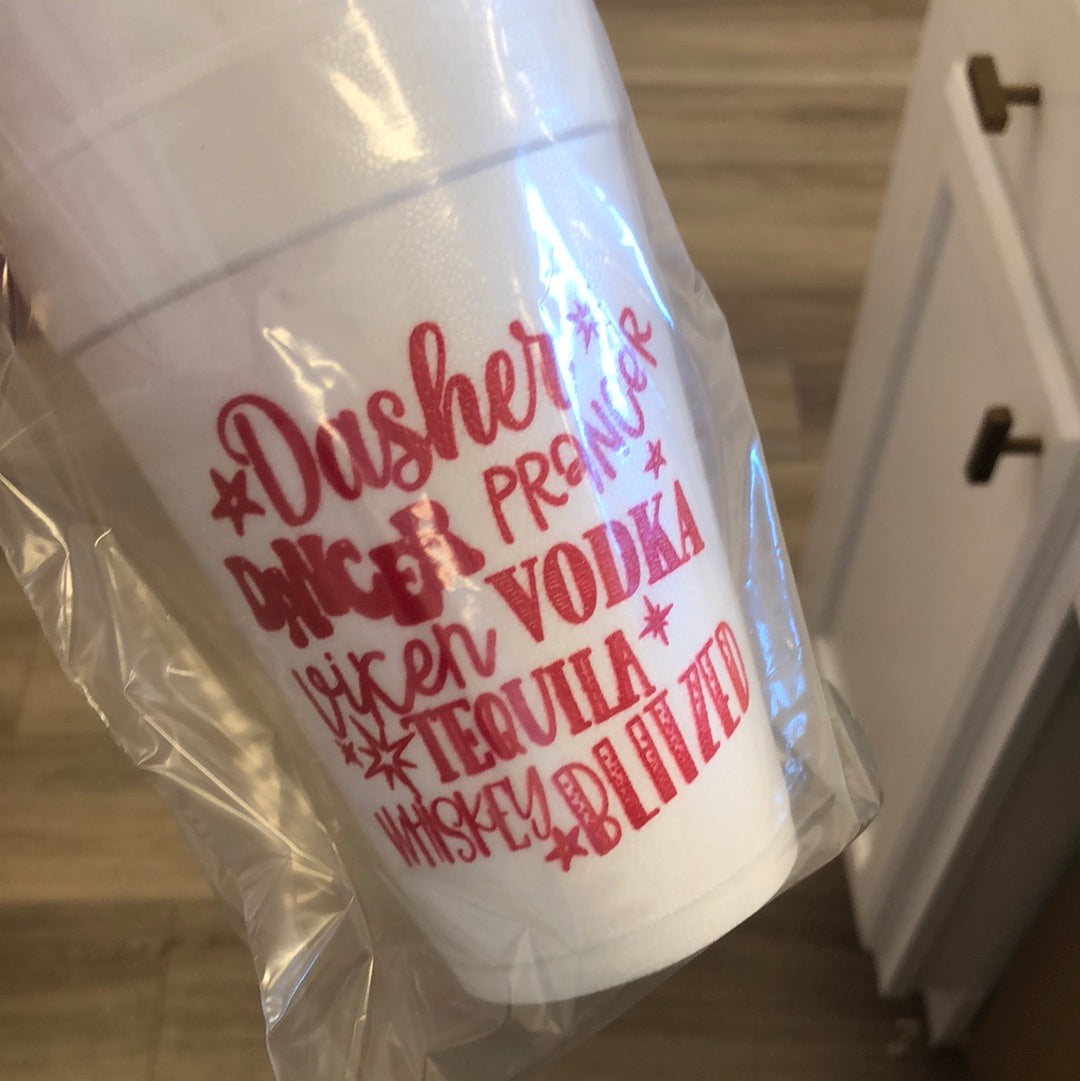 Dasher
DANCER PRANCER
vixen VODKA
TEQUILA
WHISKEY BLITZED